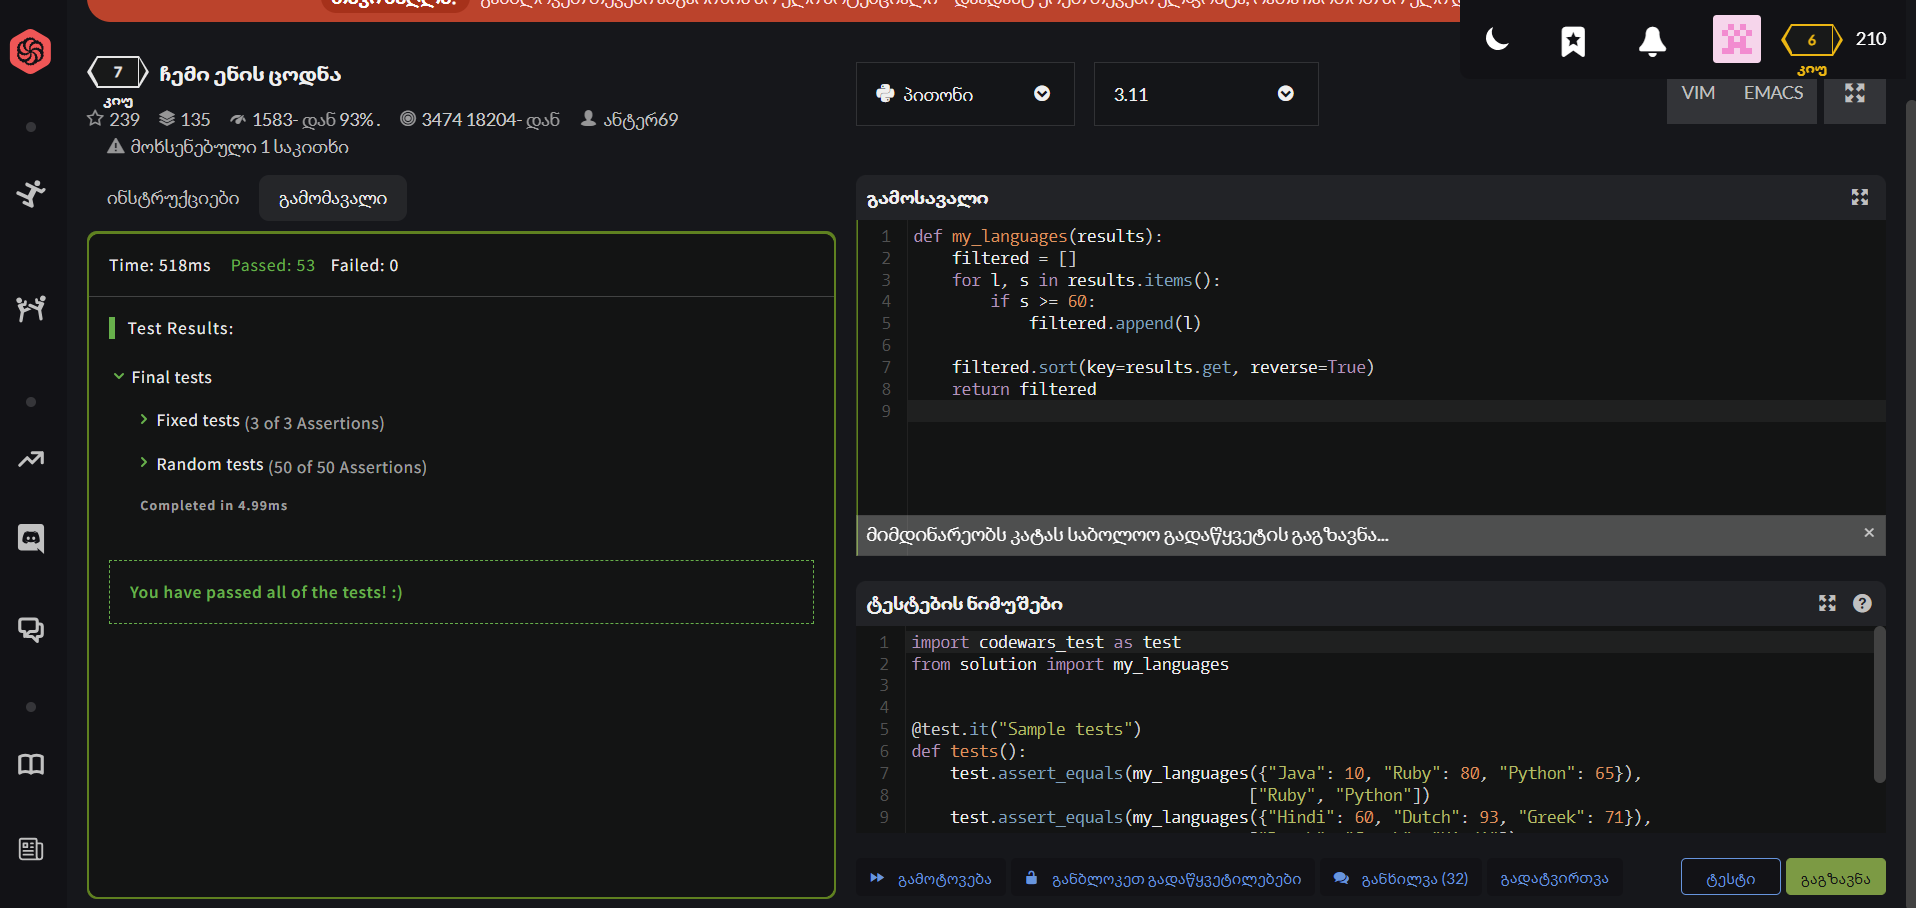 6
210
კიუ
7
კიუ
ჩემი ენის ცოდნა
239
135
1583- დან 93% .
3474 18204- დან
ანტერ69
მოხსენებული 1 საკითხი
პითონი
3.11
VIM
EMACS
ინსტრუქციები
გამომავალი
Time: 518ms Passed: 53 Failed: 0
Test Results:
Final tests
Fixed tests (3 of 3 Assertions)
Random tests (50 of 50 Assertions)
Completed in 4.99ms
You have passed all of the tests! :)
გამოსავალი
1 def my_languages(results):
2     filtered = []
3     for l, s in results.items():
4         if s >= 60:
5             filtered.append(l)
6
7     filtered.sort(key=results.get, reverse=True)
8     return filtered
9
მიმდინარეობს კატას საბოლოო გადაწყვეტის გაგზავნა...
ტესტების ნიმუშები
1 import codewars_test as test
2 from solution import my_languages
3
4
5 @test.it("Sample tests")
6 def tests():
7     test.assert_equals(my_languages({"Java": 10, "Ruby": 80, "Python": 65}),
8                                    ["Ruby", "Python"])
9     test.assert_equals(my_languages({"Hindi": 60, "Dutch": 93, "Greek": 71}),
გამოტოვება
განბლოკეთ გადაწყვეტილებები
განხილვა (32)
გადატვირთვა
ტესტი
გაგზავნა